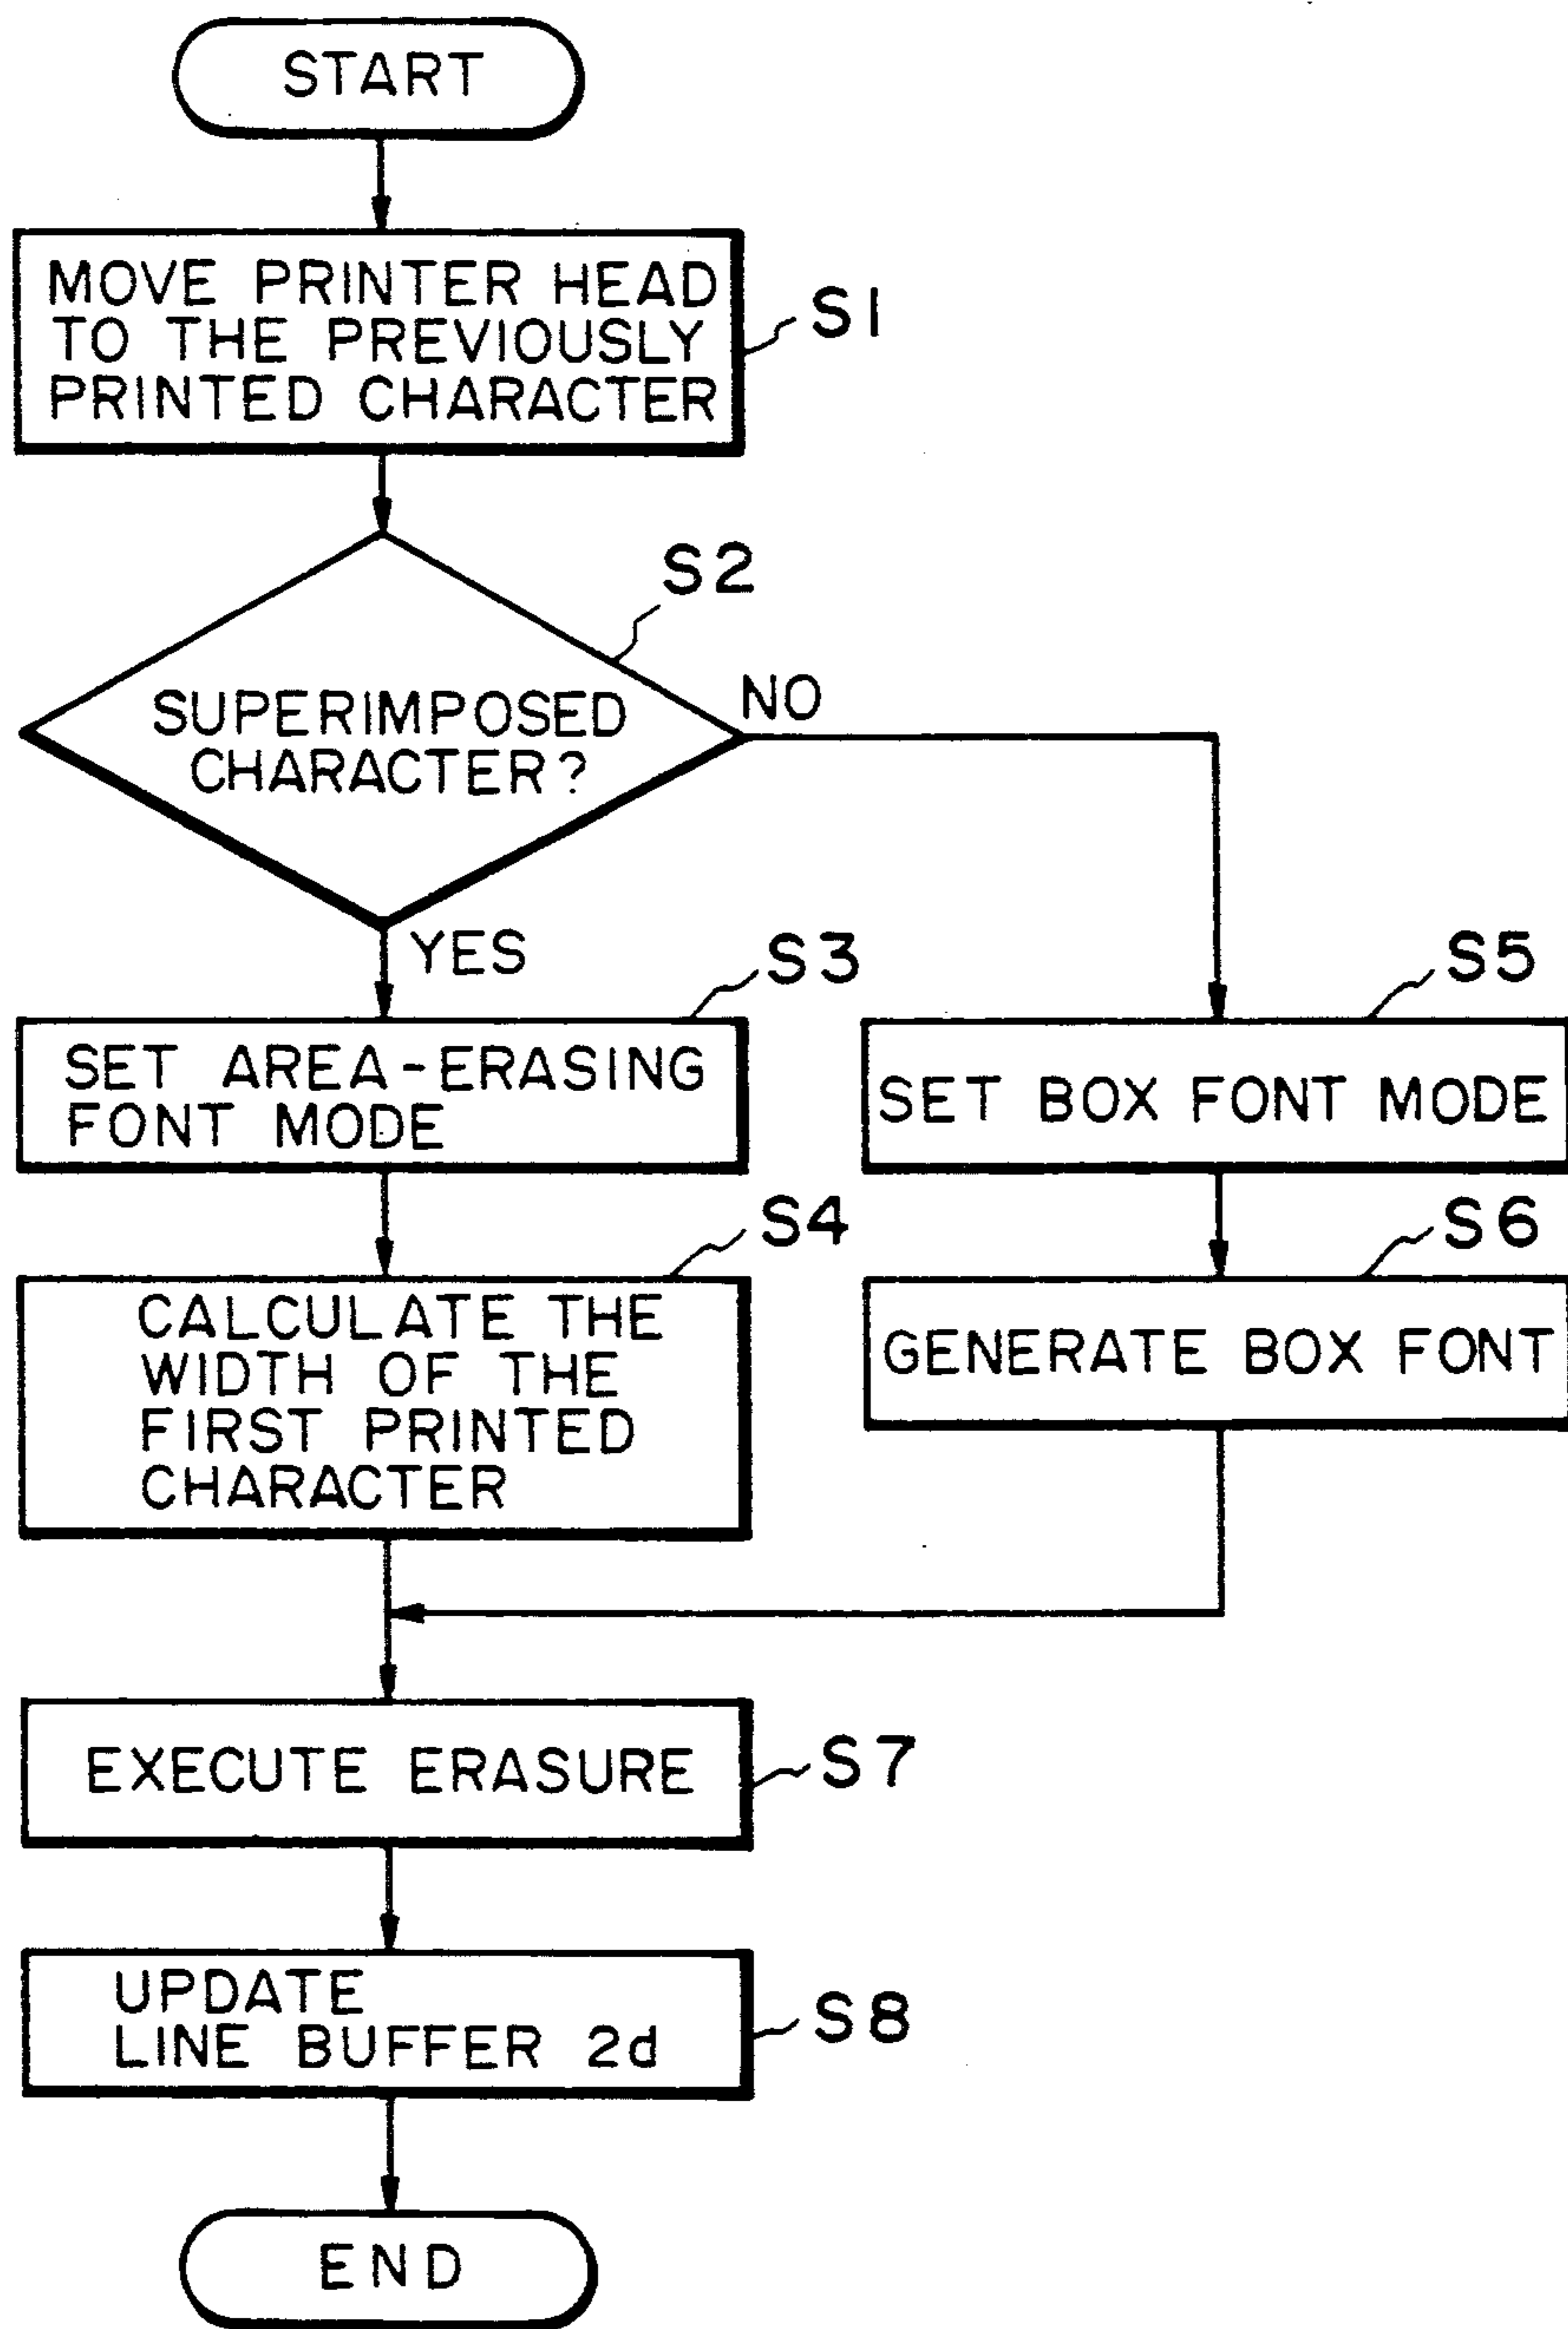 START
MOVE PRINTER HEAD
TO THE PREVIOUSLY
PRINTED CHARACTER
S1
S2
SUPERIMPOSED
CHARACTER?
NO
YES
S3
SET AREA-ERASING
FONT MODE
S5
SET BOX FONT MODE
S4
CALCULATE THE
WIDTH OF THE
FIRST PRINTED
CHARACTER
S6
GENERATE BOX FONT
EXECUTE ERASURE
S7
UPDATE
LINE BUFFER 2d
S8
END